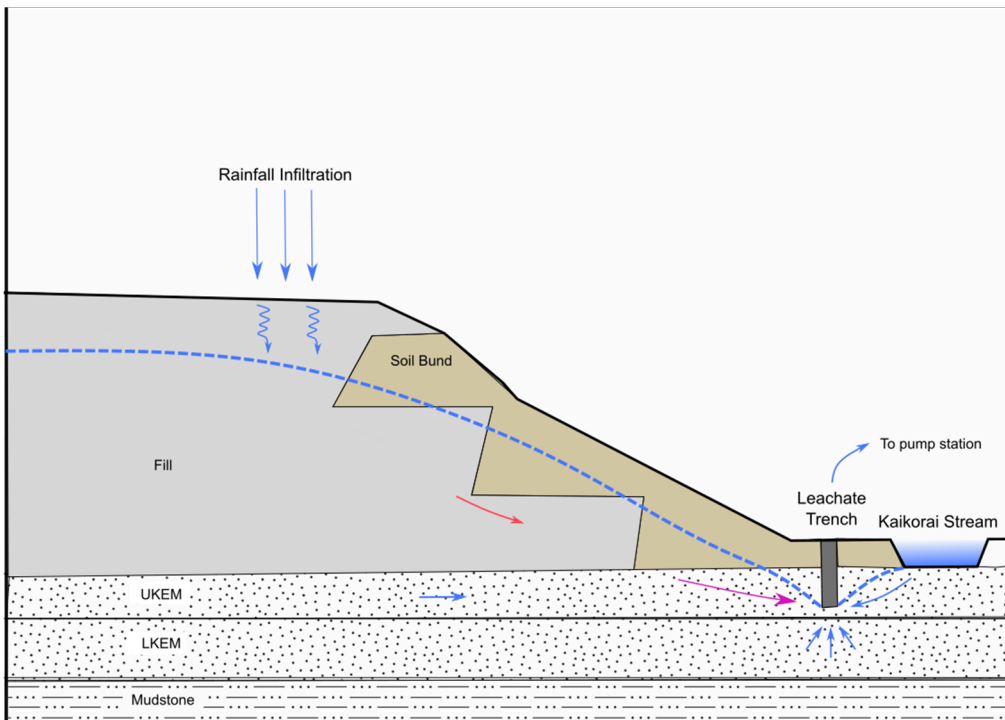 Rainfall Infiltration
Soil Bund
Fill
To pump station
Leachate
Trench
Kaikorai Stream
UKEM
LKEM
Mudstone